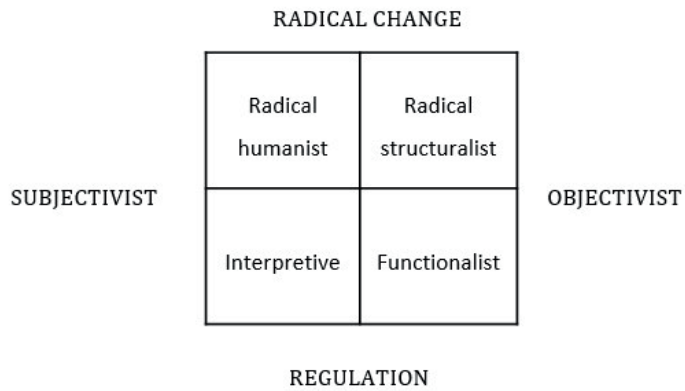 RADICAL CHANGE
Radical
humanist
Radical
structuralist
SUBJECTIVIST
OBJECTIVIST
Interpretive
Functionalist
REGULATION